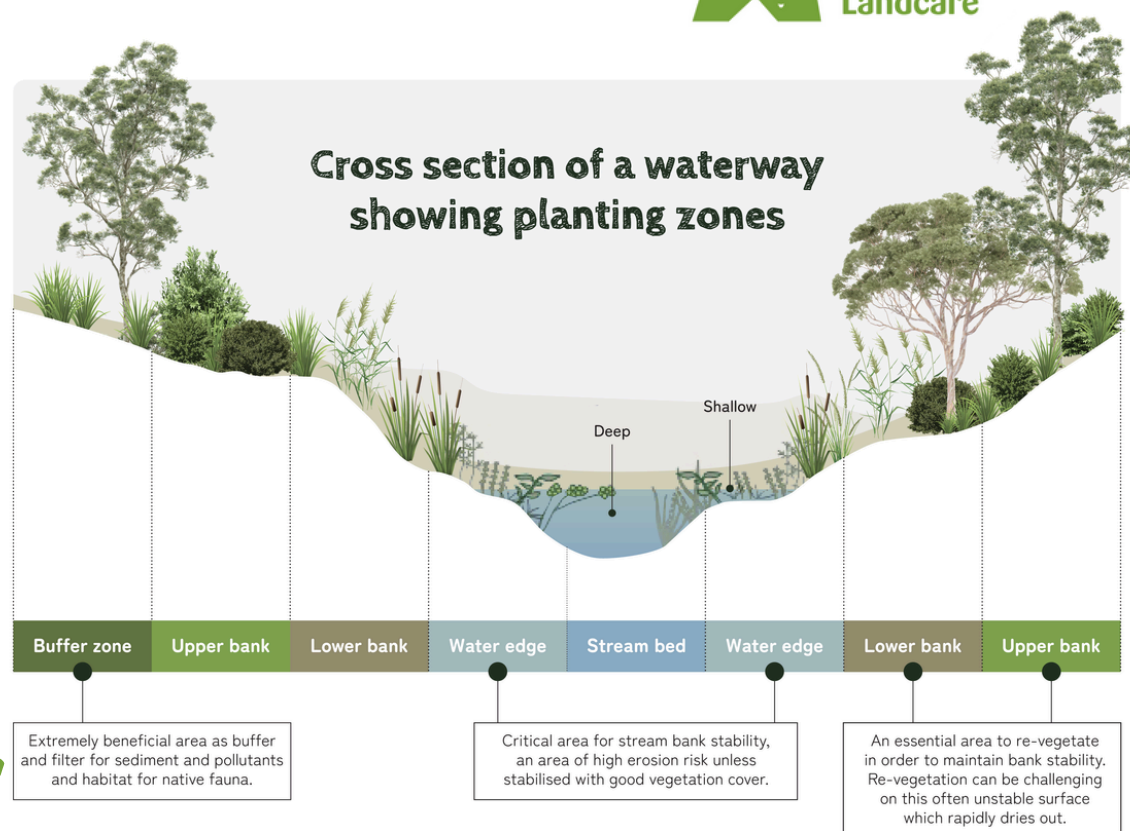 Landcare
Cross section of a waterway
showing planting zones
Shallow
Deep
Buffer zone
Upper bank
Lower bank
Water edge
Stream bed
Water edge
Lower bank
Upper bank
Extremely beneficial area as buffer
and filter for sediment and pollutants
and habitat for native fauna.
Critical area for stream bank stability,
an area of high erosion risk unless
stabilised with good vegetation cover.
An essential area to re-vegetate
in order to maintain bank stability.
Re-vegetation can be challenging
on this often unstable surface
which rapidly dries out.